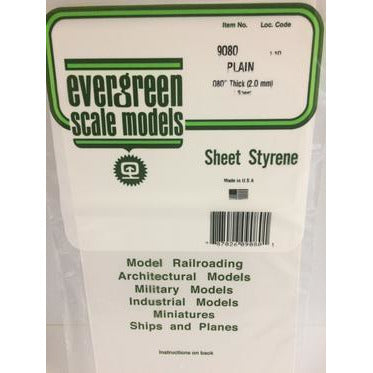 Item No. Loc. Code
9080
PLAIN
.080" Thick (2.0 mm)
evergreen
scale models
Sheet Styrene
Made in U.S.A
Model Railroading
Architectural Models
Military Models
Industrial Models
Miniatures
Ships and Planes
Instructions on back